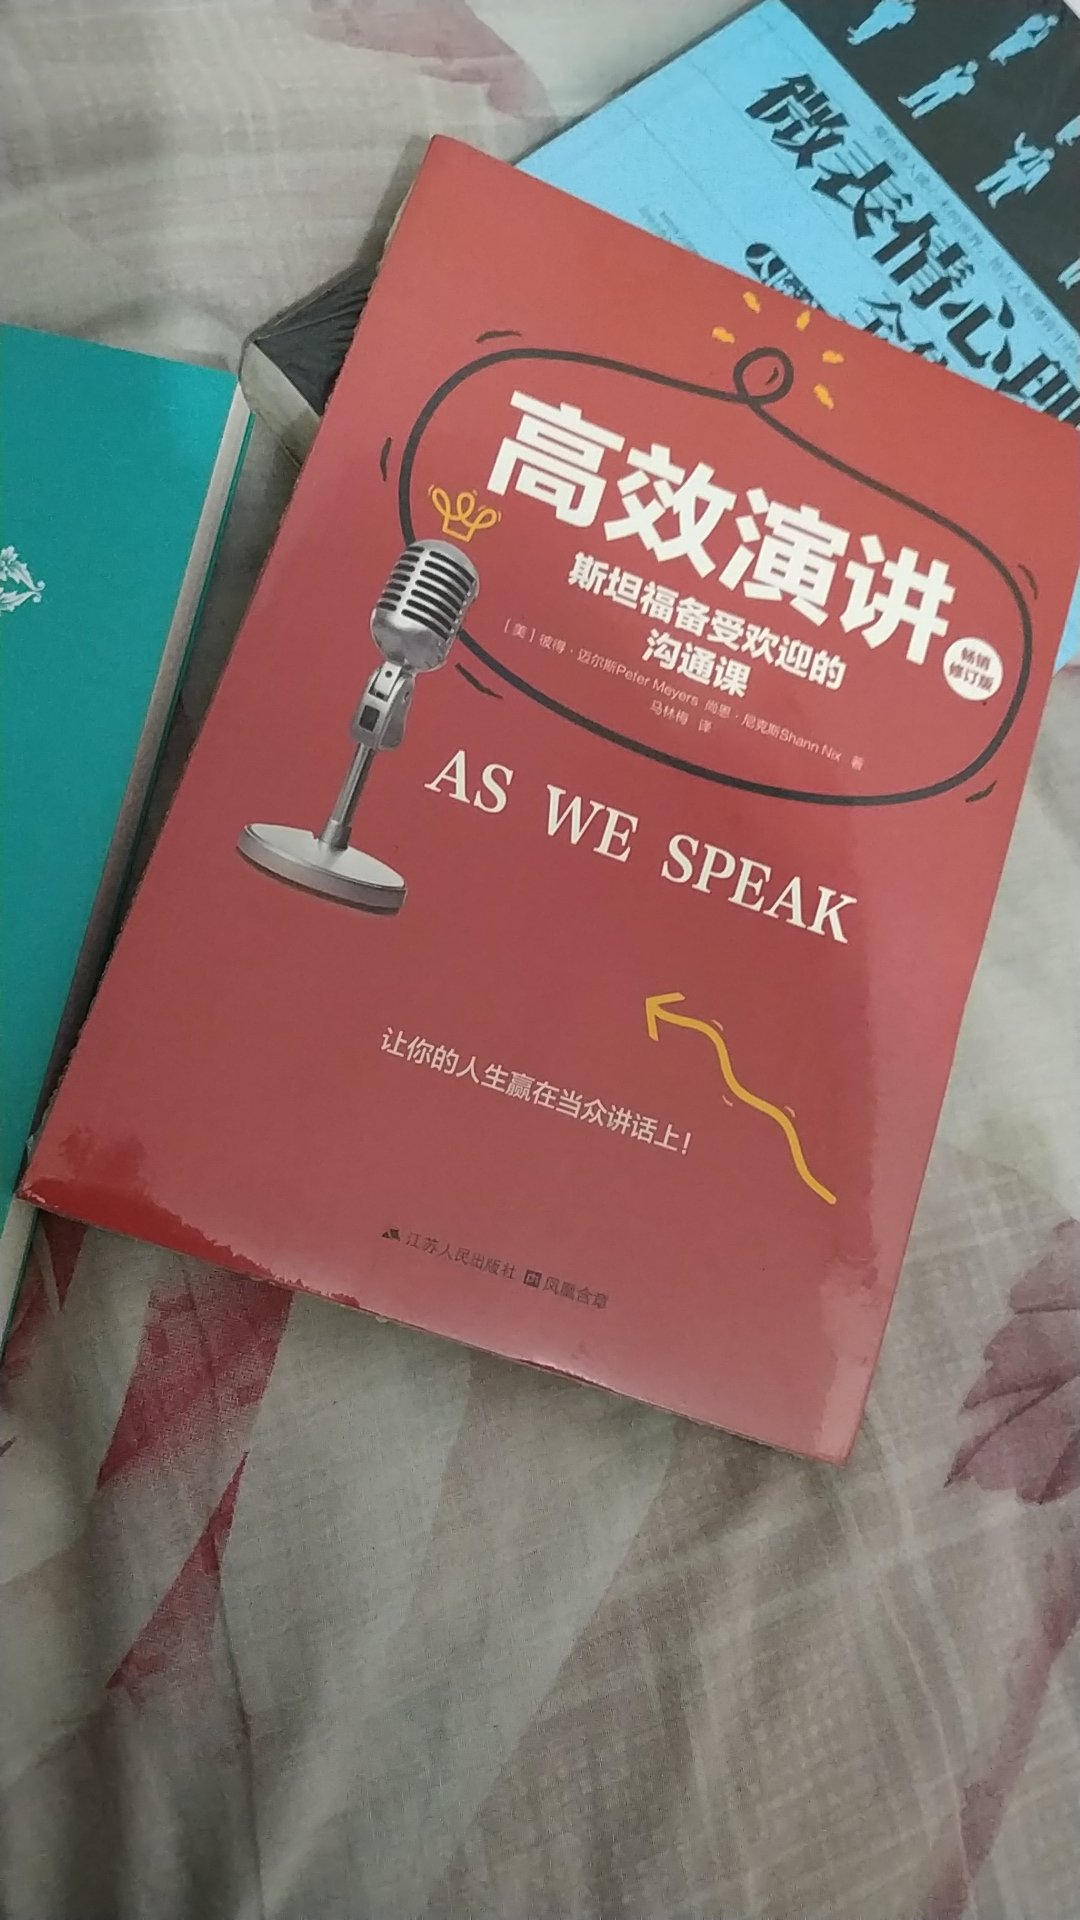 微表情心理
高效演讲
斯坦福备受欢迎的
沟通课
畅销
修订版
[美]彼得·迈尔斯Peter Meyers 尚恩·尼克斯Shann Nix 著
马林梅 译
AS WE SPEAK
让你的人生赢在当众讲话上!
江苏人民出版社 凤凰含章